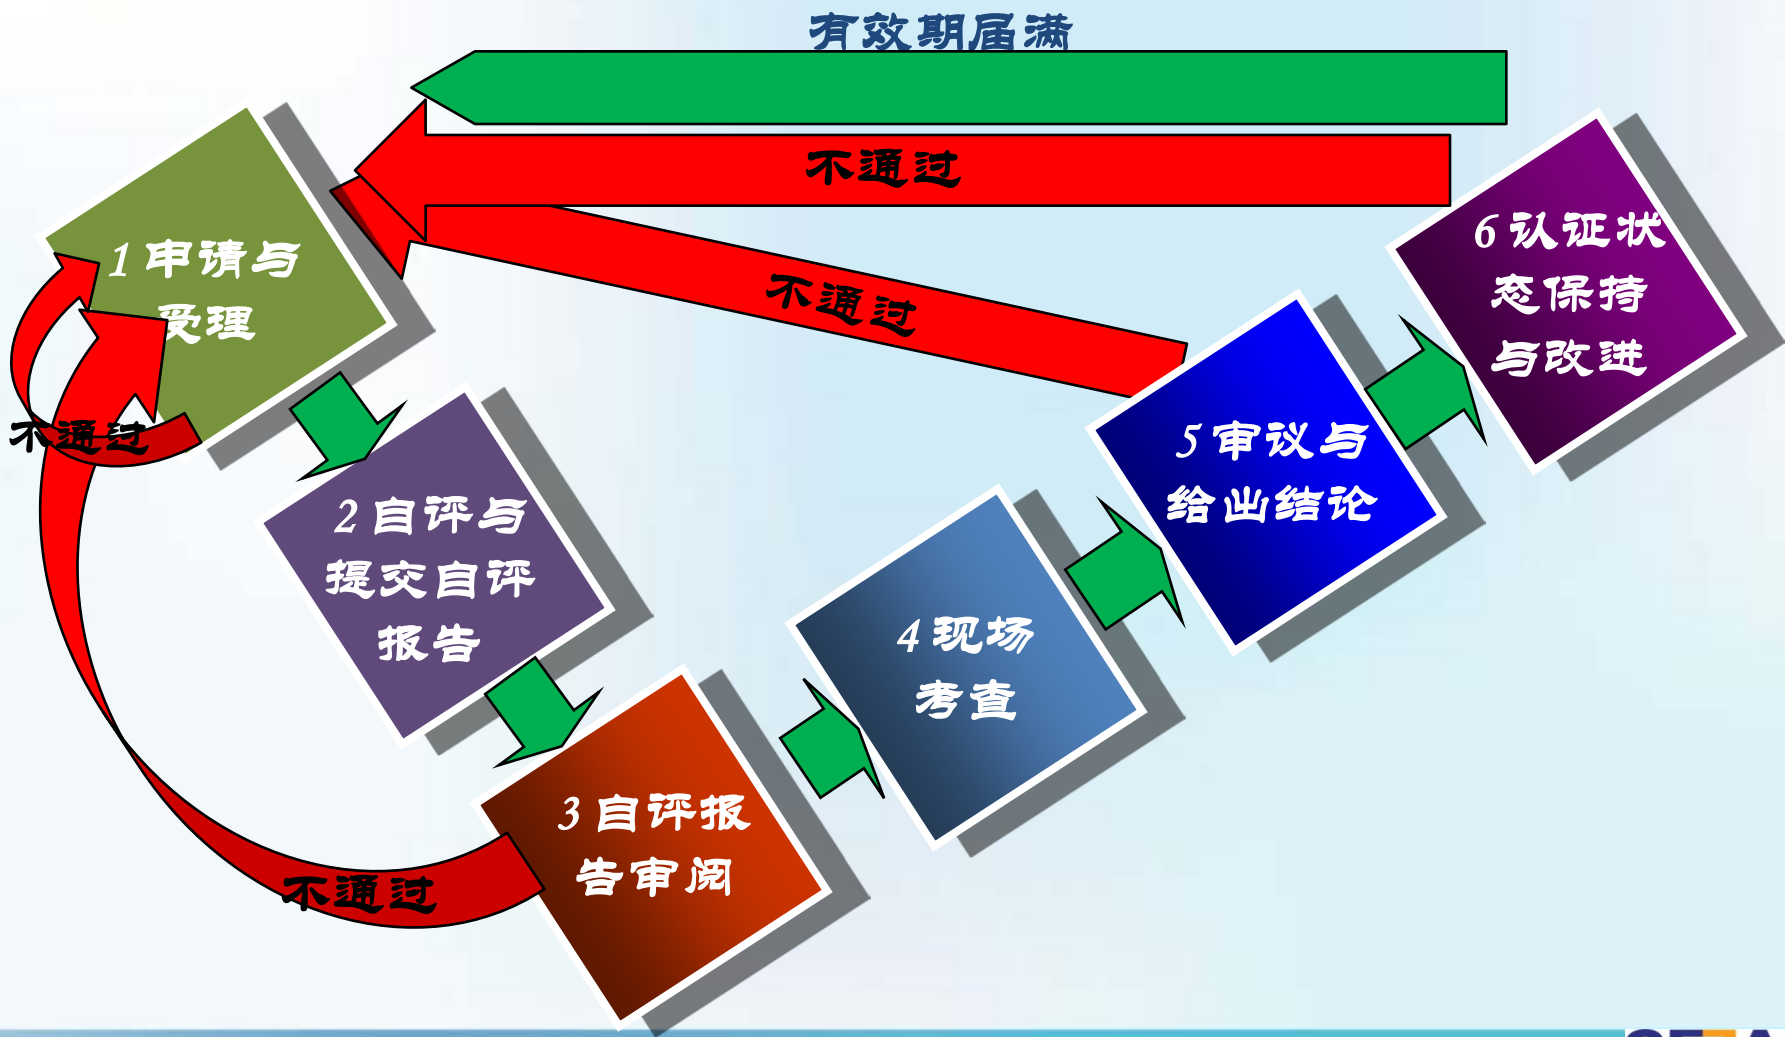 有效期届满
不通过
不通过
1 申请与
受理
不通过
2 自评与
提交自评
报告
3 自评报
告审阅
不通过
4 现场
考查
5 审议与
给出结论
6 认证状
态保持
与改进